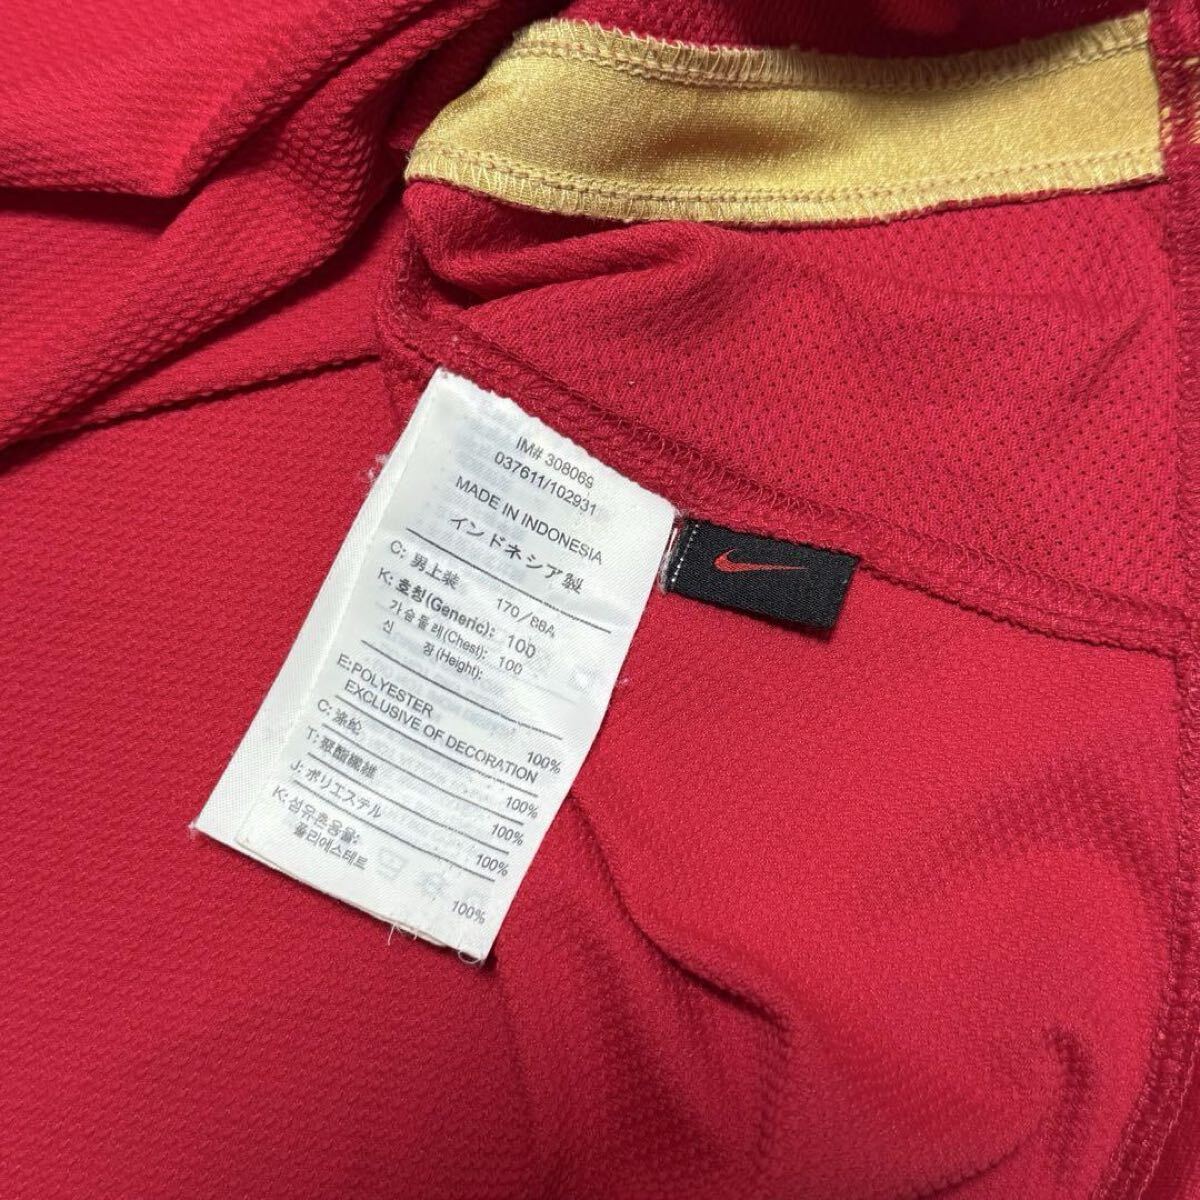 IM# 308069
037611/102931
MADE IN INDONESIA
インドネシア製
C: 男上装 170/88A
K: 호칭(Generic): 100
가슴둘레(Chest): 100
신 장(Height):
E:POLYESTER 100%
EXCLUSIVE OF DECORATION
C: 涤纶 100%
T: 聚酯纖維 100%
J: ポリエステル 100%
K: 섬유혼용율:
폴리에스테르 100%